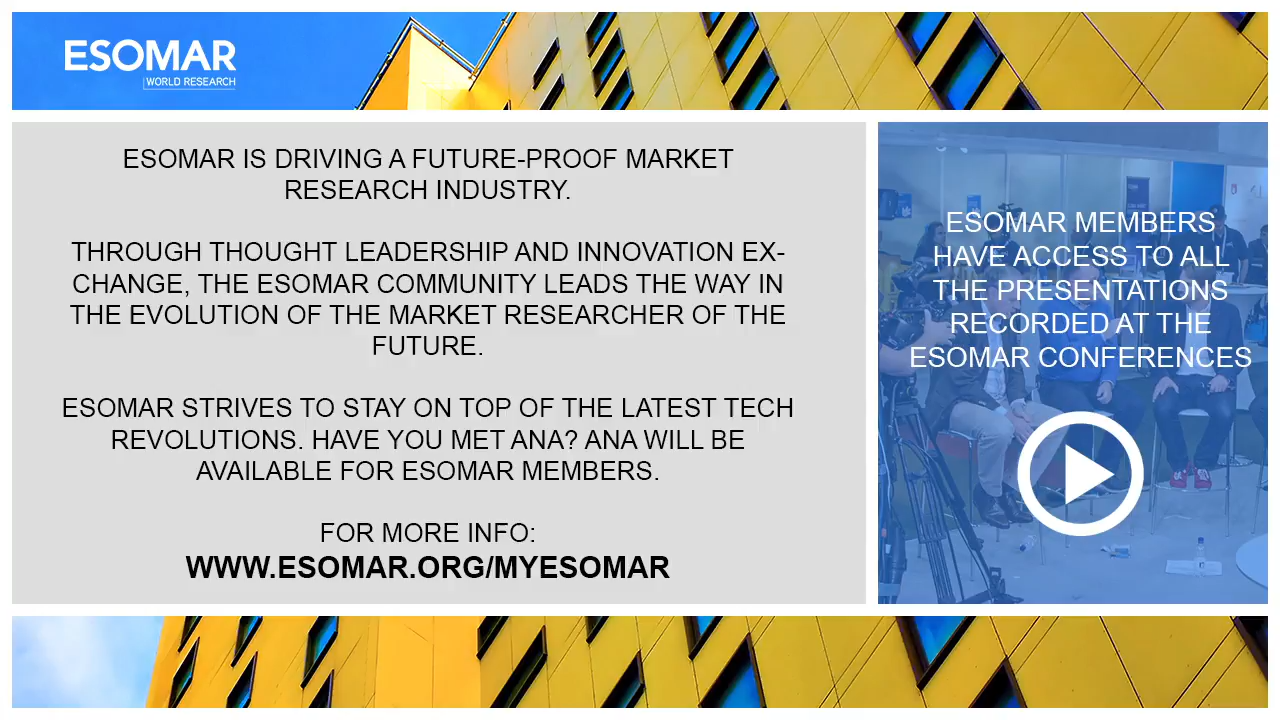 ESOMAR
WORLD RESEARCH
ESOMAR IS DRIVING A FUTURE-PROOF MARKET
RESEARCH INDUSTRY.
THROUGH THOUGHT LEADERSHIP AND INNOVATION EX-
CHANGE, THE ESOMAR COMMUNITY LEADS THE WAY IN
THE EVOLUTION OF THE MARKET RESEARCHER OF THE
FUTURE.
ESOMAR STRIVES TO STAY ON TOP OF THE LATEST TECH
REVOLUTIONS. HAVE YOU MET ANA? ANA WILL BE
AVAILABLE FOR ESOMAR MEMBERS.
FOR MORE INFO:
WWW.ESOMAR.ORG/MYESOMAR
ESOMAR MEMBERS
HAVE ACCESS TO ALL
THE PRESENTATIONS
RECORDED AT THE
ESOMAR CONFERENCES